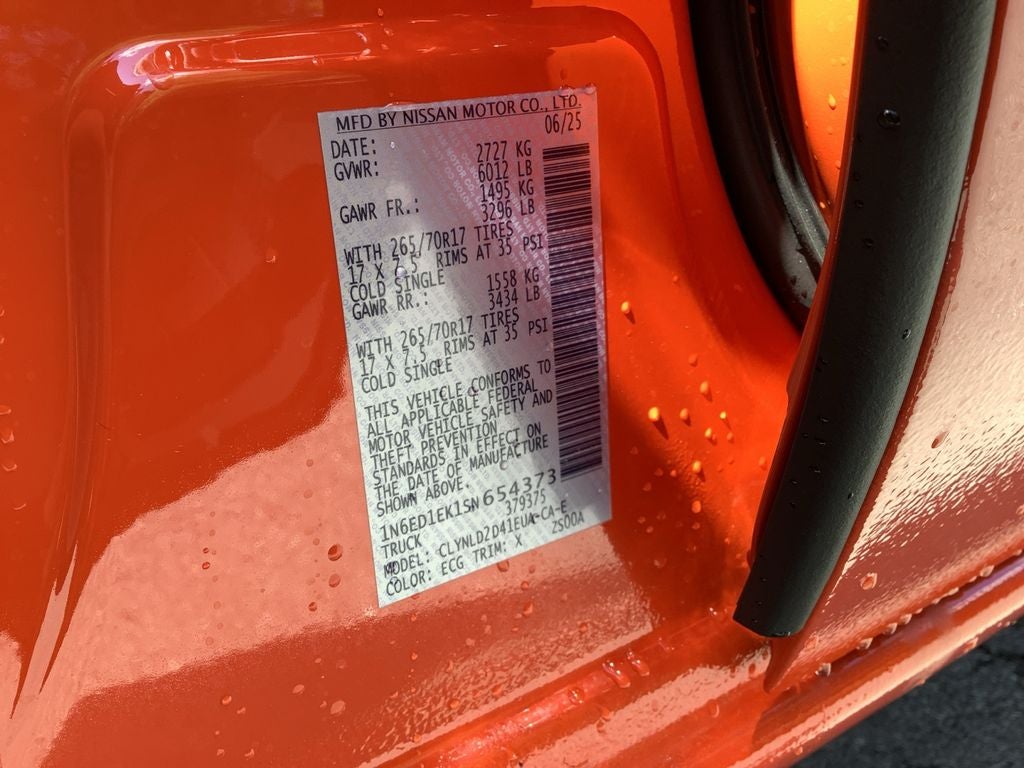 MFD BY NISSAN MOTOR CO., LTD.
DATE: 06/25
GVWR: 2727 KG
6012 LB
GAWR FR.: 1495 KG
3296 LB
WITH 265/70R17 TIRES
17 X 7.5 RIMS AT 35 PSI
COLD SINGLE
GAWR RR.: 1558 KG
3434 LB
WITH 265/70R17 TIRES
17 X 7.5 RIMS AT 35 PSI
COLD SINGLE
THIS VEHICLE CONFORMS TO
ALL APPLICABLE FEDERAL
MOTOR VEHICLE SAFETY AND
THEFT PREVENTION
STANDARDS IN EFFECT ON
THE DATE OF MANUFACTURE
SHOWN ABOVE.
1N6ED1EK1SN654373
TRUCK 379375
MODEL: CLYNLD2D41EUA-CA-E
COLOR: ECG TRIM: X 2S00A